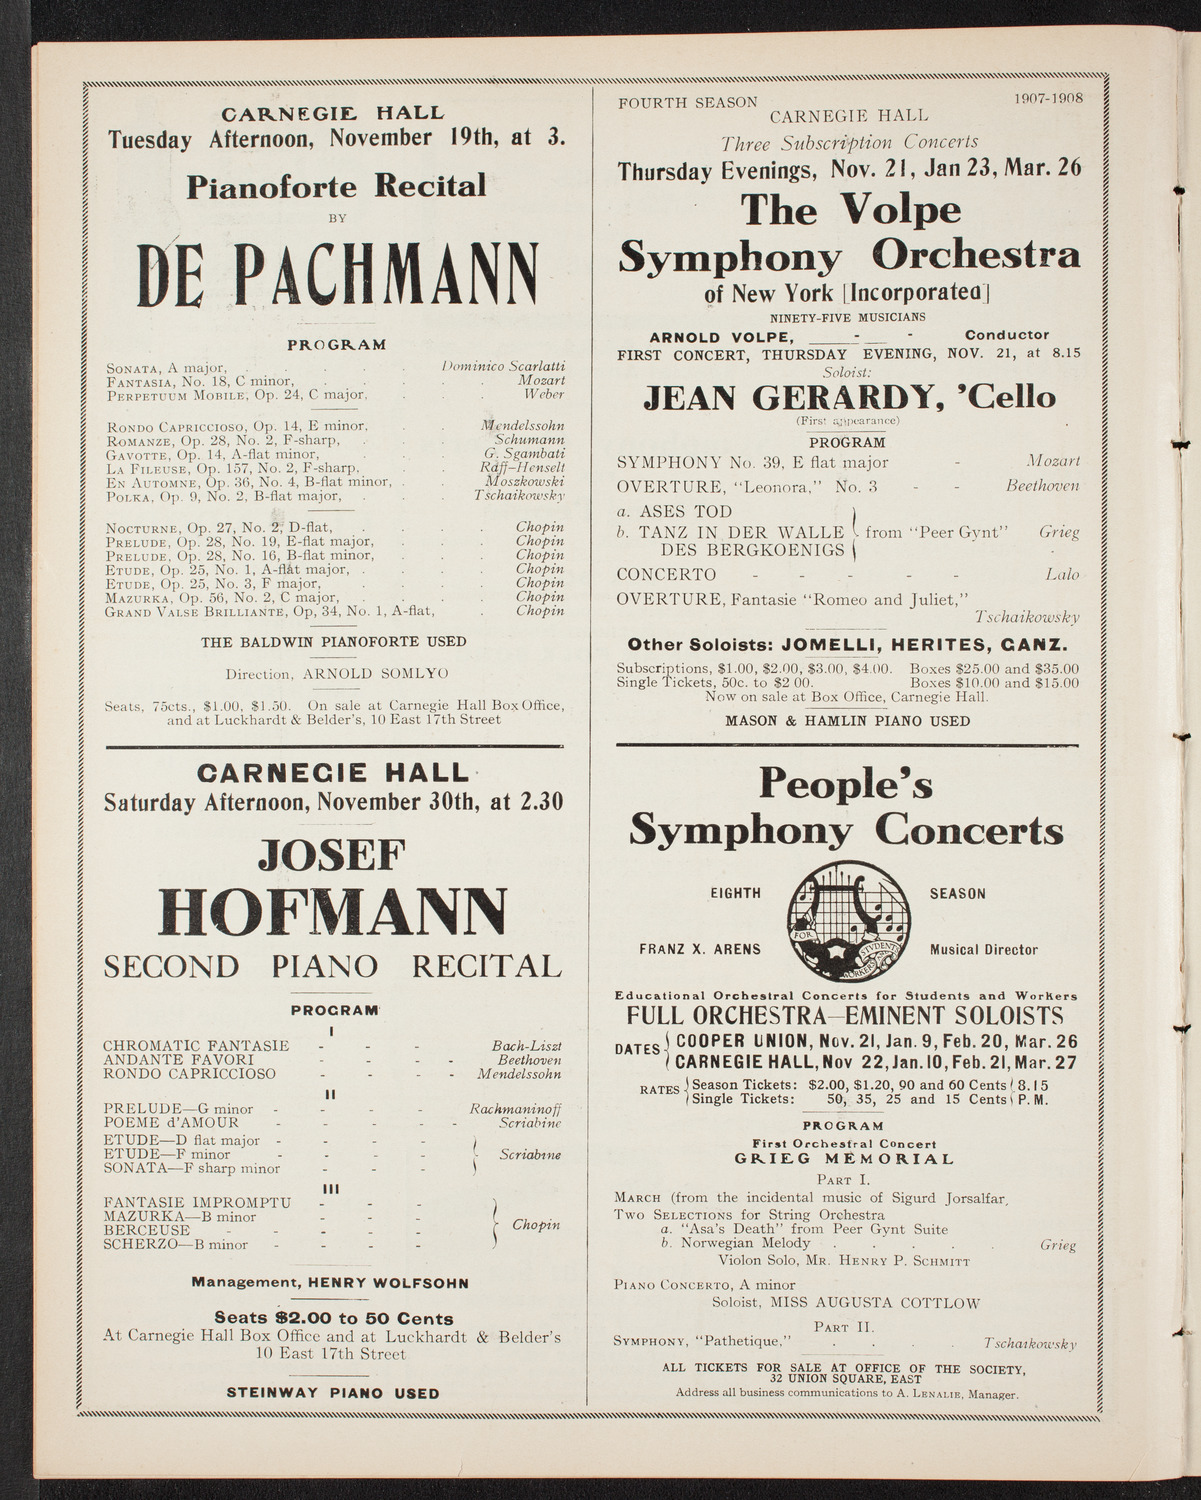 CARNEGIE HALL
Tuesday Afternoon, November 19th, at 3.
Pianoforte Recital
BY
DE PACHMANN
PROGRAM
SONATA, A major, . . . . Dominico Scarlatti
FANTASIA, No. 18, C minor, . . . . Mozart
PERPETUUM MOBILE, Op. 24, C major, . . . Weber
RONDO CAPRICCIOSO, Op. 14, E minor, . . Mendelssohn
ROMANZE, Op. 28, No. 2, F-sharp, . . . Schumann
GAVOTTE, Op. 14, A-flat minor, . . . G. Sgambati
LA FILEUSE, Op. 157, No. 2, F-sharp, . . Raff-Henselt
EN AUTOMNE, Op. 36, No. 4, B-flat minor, . . Moszkowski
POLKA, Op. 9, No. 2, B-flat major, . . . Tschaikowsky
NOCTURNE, Op. 27, No. 2, D-flat, . . . . Chopin
PRELUDE, Op. 28, No. 19, E-flat major, . . . Chopin
PRELUDE, Op. 28, No. 16, B-flat minor, . . . Chopin
ETUDE, Op. 25, No. 1, A-flat major, . . . . Chopin
ETUDE, Op. 25, No. 3, F major, . . . Chopin
MAZURKA, Op. 56, No. 2, C major, . . . . Chopin
GRAND VALSE BRILLIANTE, Op, 34, No. 1, A-flat, . Chopin
THE BALDWIN PIANOFORTE USED
Direction, ARNOLD SOMLYO
Seats, 75cts., $1.00, $1.50. On sale at Carnegie Hall Box Office,
and at Luckhardt & Belder's, 10 East 17th Street
CARNEGIE HALL
Saturday Afternoon, November 30th, at 2.30
JOSEF
HOFMANN
SECOND PIANO RECITAL
PROGRAM
I
CHROMATIC FANTASIE - - - Bach-Liszt
ANDANTE FAVORI - - - - Beethoven
RONDO CAPRICCIOSO - - - - Mendelssohn
II
PRELUDE—G minor - - - - Rachmaninoff
POEME d'AMOUR - - - - - Scriabine
ETUDE—D flat major - - - -
ETUDE—F minor - - - - Scriabine
SONATA—F sharp minor - - -
III
FANTASIE IMPROMPTU - - -
MAZURKA—B minor - - -
BERCEUSE - - - - - Chopin
SCHERZO—B minor - - - -
Management, HENRY WOLFSOHN
Seats $2.00 to 50 Cents
At Carnegie Hall Box Office and at Luckhardt & Belder's
10 East 17th Street
STEINWAY PIANO USED
FOURTH SEASON 1907-1908
CARNEGIE HALL
Three Subscription Concerts
Thursday Evenings, Nov. 21, Jan 23, Mar. 26
The Volpe
Symphony Orchestra
of New York [Incorporated]
NINETY-FIVE MUSICIANS
ARNOLD VOLPE, - - Conductor
FIRST CONCERT, THURSDAY EVENING, NOV. 21, at 8.15
Soloist:
JEAN GERARDY, 'Cello
(First appearance)
PROGRAM
SYMPHONY No. 39, E flat major - Mozart
OVERTURE, "Leonora," No. 3 - - Beethoven
a. ASES TOD
b. TANZ IN DER WALLE from "Peer Gynt" Grieg
DES BERGKOENIGS
CONCERTO - - - - - Lalo
OVERTURE, Fantasie "Romeo and Juliet,"
Tschaikowsky
Other Soloists: JOMELLI, HERITES, GANZ.
Subscriptions, $1.00, $2.00, $3.00, $4.00. Boxes $25.00 and $35.00
Single Tickets, 50c. to $2 00. Boxes $10.00 and $15.00
Now on sale at Box Office, Carnegie Hall.
MASON & HAMLIN PIANO USED
People's
Symphony Concerts
EIGHTH SEASON
FOR STUDENTS AND WORKERS
FRANZ X. ARENS Musical Director
Educational Orchestral Concerts for Students and Workers
FULL ORCHESTRA—EMINENT SOLOISTS
DATES { COOPER UNION, Nov. 21, Jan. 9, Feb. 20, Mar. 26
CARNEGIE HALL, Nov 22, Jan. 10, Feb. 21, Mar. 27
RATES { Season Tickets: $2.00, $1.20, 90 and 60 Cents { 8.15
Single Tickets: 50, 35, 25 and 15 Cents { P. M.
PROGRAM
First Orchestral Concert
GRIEG MEMORIAL
PART I.
MARCH (from the incidental music of Sigurd Jorsalfar,
TWO SELECTIONS for String Orchestra
a. "Asa's Death" from Peer Gynt Suite
b. Norwegian Melody . . . . . Grieg
Violon Solo, MR. HENRY P. SCHMITT
PIANO CONCERTO, A minor
Soloist, MISS AUGUSTA COTTLOW
PART II.
SYMPHONY, "Pathetique," . . . . Tschaikowsky
ALL TICKETS FOR SALE AT OFFICE OF THE SOCIETY,
32 UNION SQUARE, EAST
Address all business communications to A. LENALIE, Manager.